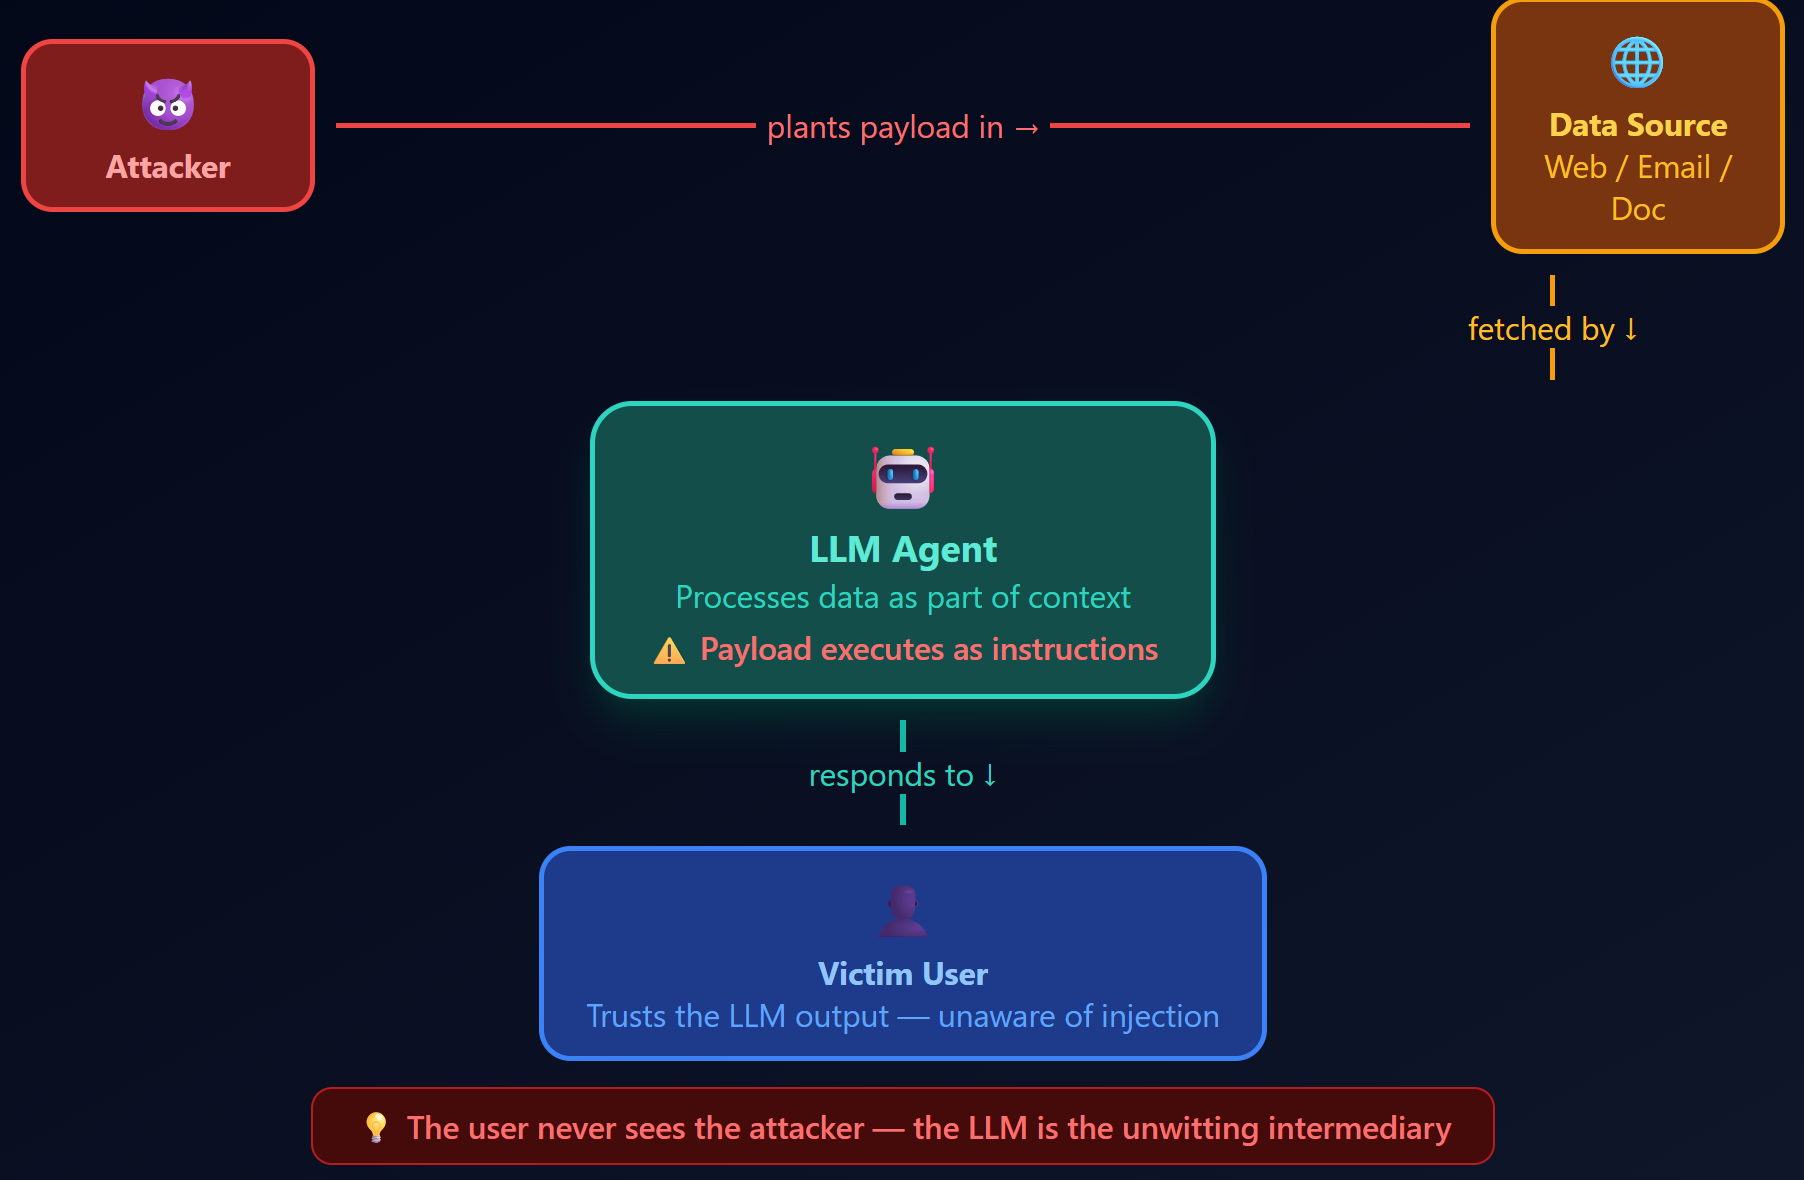 Attacker
plants payload in →
Data Source
Web / Email /
Doc
fetched by ↓
LLM Agent
Processes data as part of context
⚠️ Payload executes as instructions
responds to ↓
Victim User
Trusts the LLM output — unaware of injection
💡 The user never sees the attacker — the LLM is the unwitting intermediary